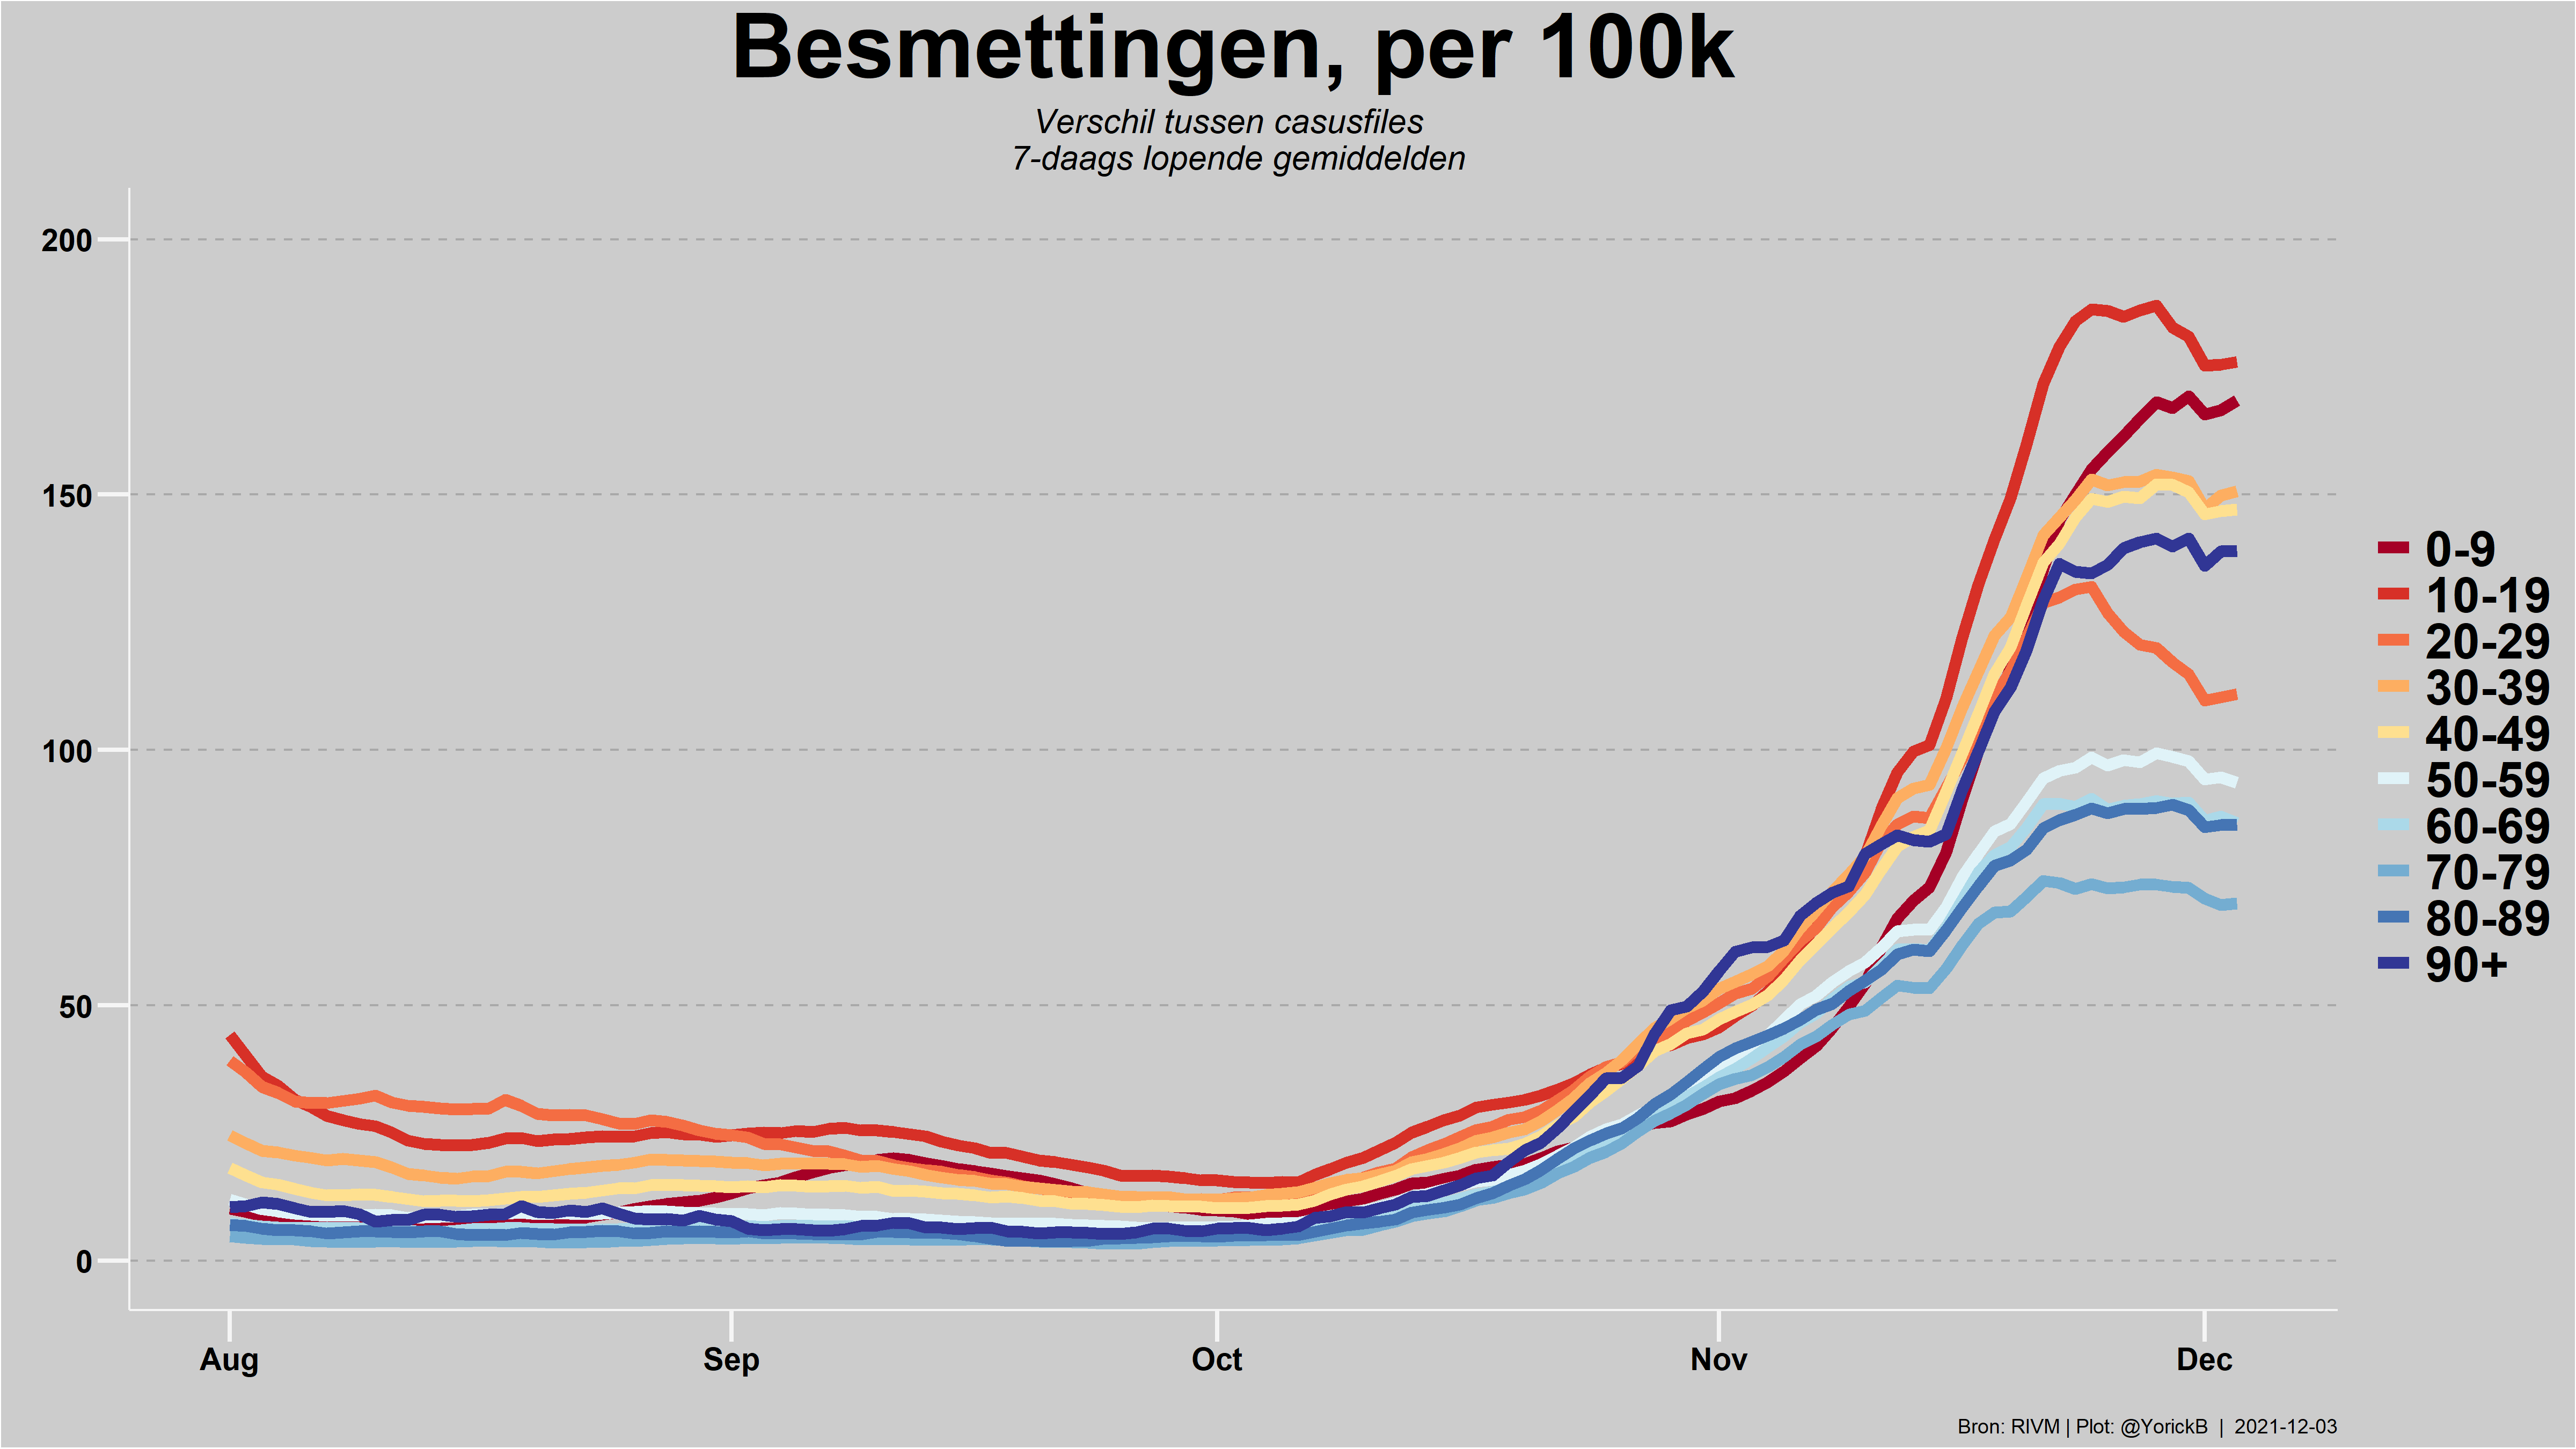 Besmettingen, per 100k
Verschil tussen casusfiles
7-daags lopende gemiddelden
200
150
100
50
0
Aug
Sep
Oct
Nov
Dec
0-9
10-19
20-29
30-39
40-49
50-59
60-69
70-79
80-89
90+
Bron: RIVM | Plot: @YorickB | 2021-12-03